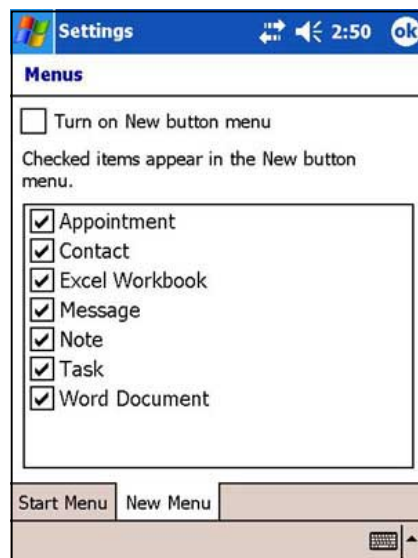 Settings 2:50 ok
Menus
Turn on New button menu
Checked items appear in the New button
menu.
Appointment
Contact
Excel Workbook
Message
Note
Task
Word Document
Start Menu New Menu